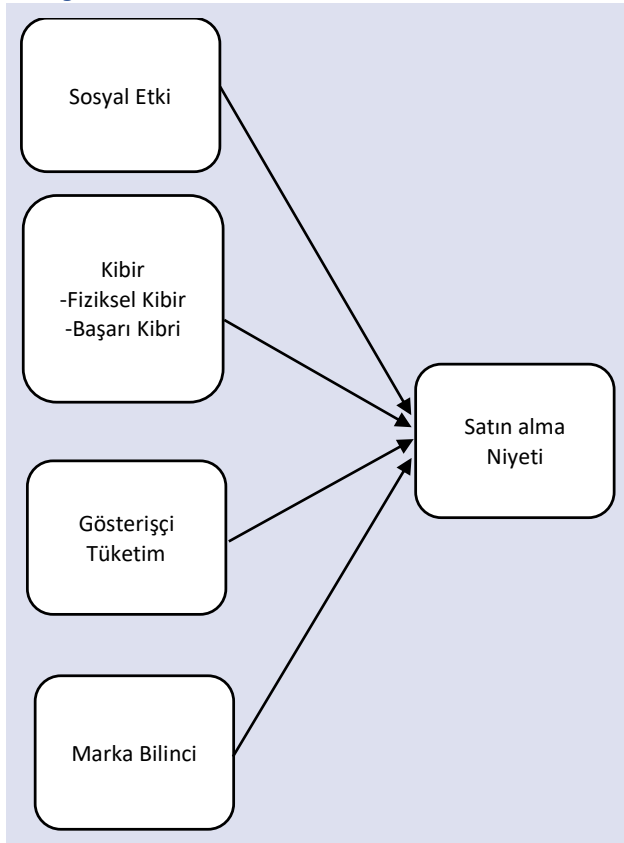 Sosyal Etki
Kibir
-Fiziksel Kibir
-Başarı Kibri
Satın alma
Niyeti
Gösterişçi
Tüketim
Marka Bilinci